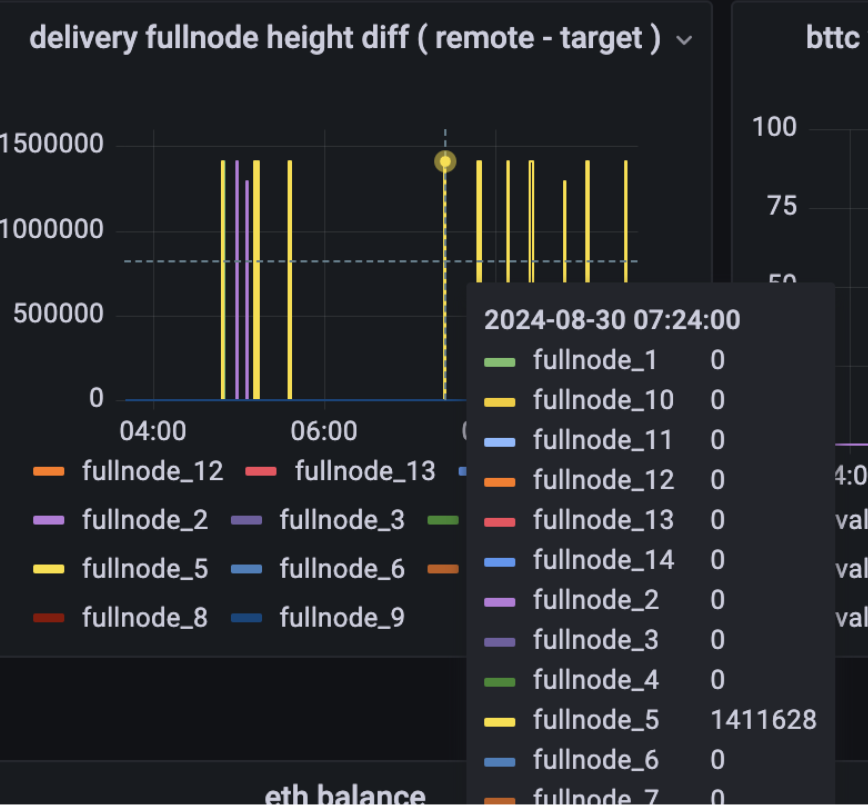 delivery fullnode height diff ( remote - target )
bttc
1500000
1000000
500000
0
04:00
06:00
100
75
50
2024-08-30 07:24:00
fullnode_1 0
fullnode_10 0
fullnode_11 0
fullnode_12 0
fullnode_13 0
fullnode_14 0
fullnode_2 0
fullnode_3 0
fullnode_4 0
fullnode_5 1411628
fullnode_6 0
fullnode_7 0
fullnode_12 fullnode_13
fullnode_2 fullnode_3
fullnode_5 fullnode_6
fullnode_8 fullnode_9
4:0
val
val
val
eth balance